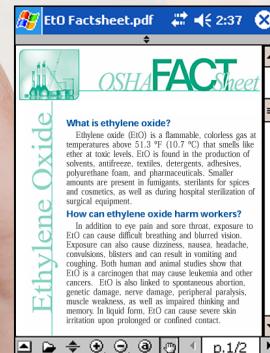 EtO Factsheet.pdf 2:37
OSHA FACT Sheet
Ethylene Oxide
What is ethylene oxide?
Ethylene oxide (EtO) is a flammable, colorless gas at
temperatures above 51.3 °F (10.7 °C) that smells like
ether at toxic levels. EtO is found in the production of
solvents, antifreeze, textiles, detergents, adhesives,
polyurethane foam, and pharmaceuticals. Smaller
amounts are present in fumigants, sterilants for spices
and cosmetics, as well as during hospital sterilization of
surgical equipment.
How can ethylene oxide harm workers?
In addition to eye pain and sore throat, exposure to
EtO can cause difficult breathing and blurred vision.
Exposure can also cause dizziness, nausea, headache,
convulsions, blisters and can result in vomiting and
coughing. Both human and animal studies show that
EtO is a carcinogen that may cause leukemia and other
cancers. EtO is also linked to spontaneous abortion,
genetic damage, nerve damage, peripheral paralysis,
muscle weakness, as well as impaired thinking and
memory. In liquid form, EtO can cause severe skin
irritation upon prolonged or confined contact.
p.1/2